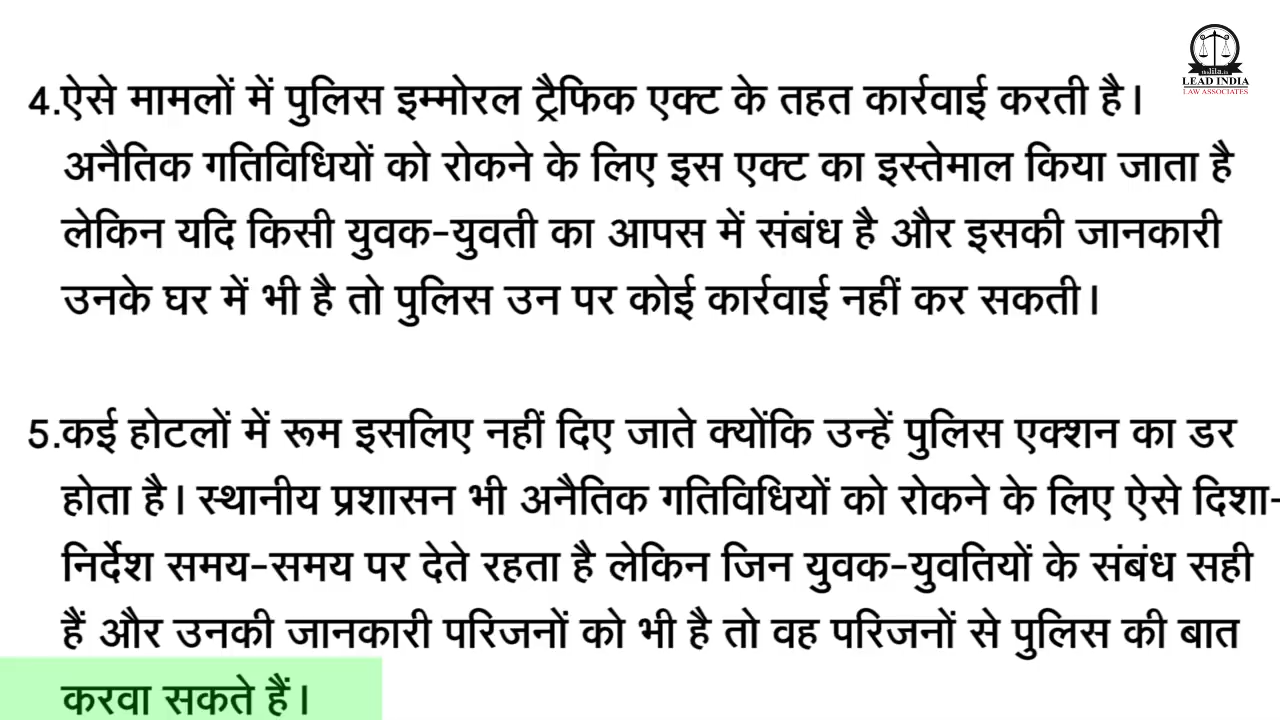 LEAD INDIA
LAW ASSOCIATES
4.ऐसे मामलों में पुलिस इम्मोरल ट्रैफिक एक्ट के तहत कार्रवाई करती है।
अनैतिक गतिविधियों को रोकने के लिए इस एक्ट का इस्तेमाल किया जाता है
लेकिन यदि किसी युवक-युवती का आपस में संबंध है और इसकी जानकारी
उनके घर में भी है तो पुलिस उन पर कोई कार्रवाई नहीं कर सकती।
5.कई होटलों में रूम इसलिए नहीं दिए जाते क्योंकि उन्हें पुलिस एक्शन का डर
होता है। स्थानीय प्रशासन भी अनैतिक गतिविधियों को रोकने के लिए ऐसे दिशा-
निर्देश समय-समय पर देते रहता है लेकिन जिन युवक-युवतियों के संबंध सही
हैं और उनकी जानकारी परिजनों को भी है तो वह परिजनों से पुलिस की बात
करवा सकते हैं।